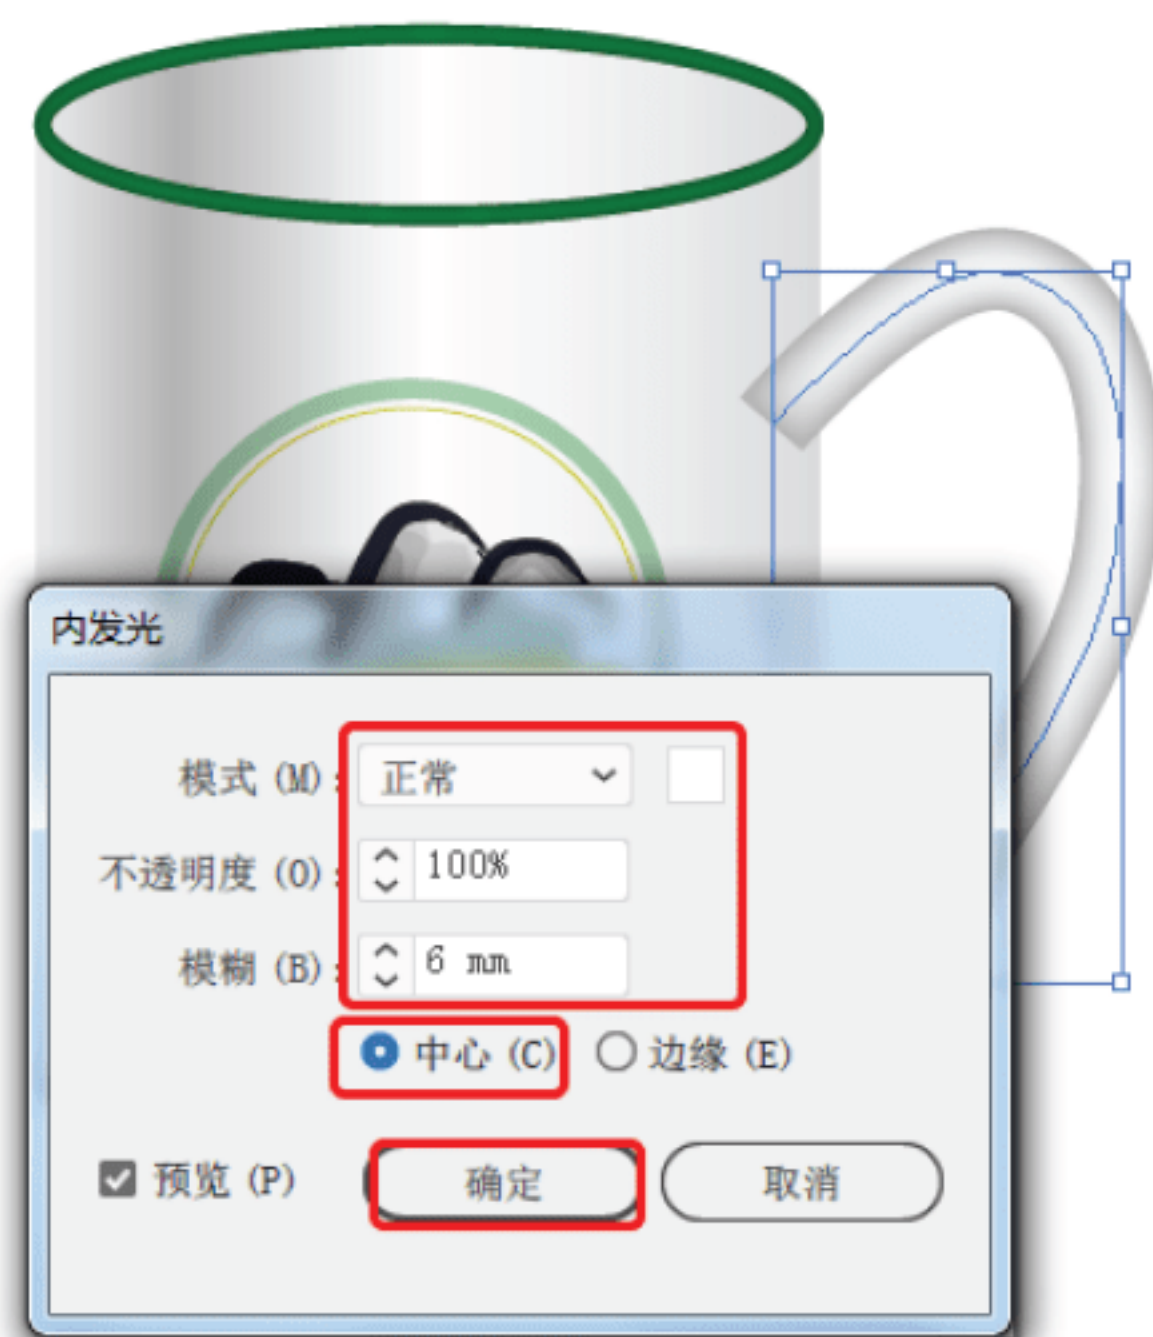 内发光
模式 (M): 正常
不透明度 (O): 100%
模糊 (B): 6 mm
中心 (C) 边缘 (E)
预览 (P) 确定 取消